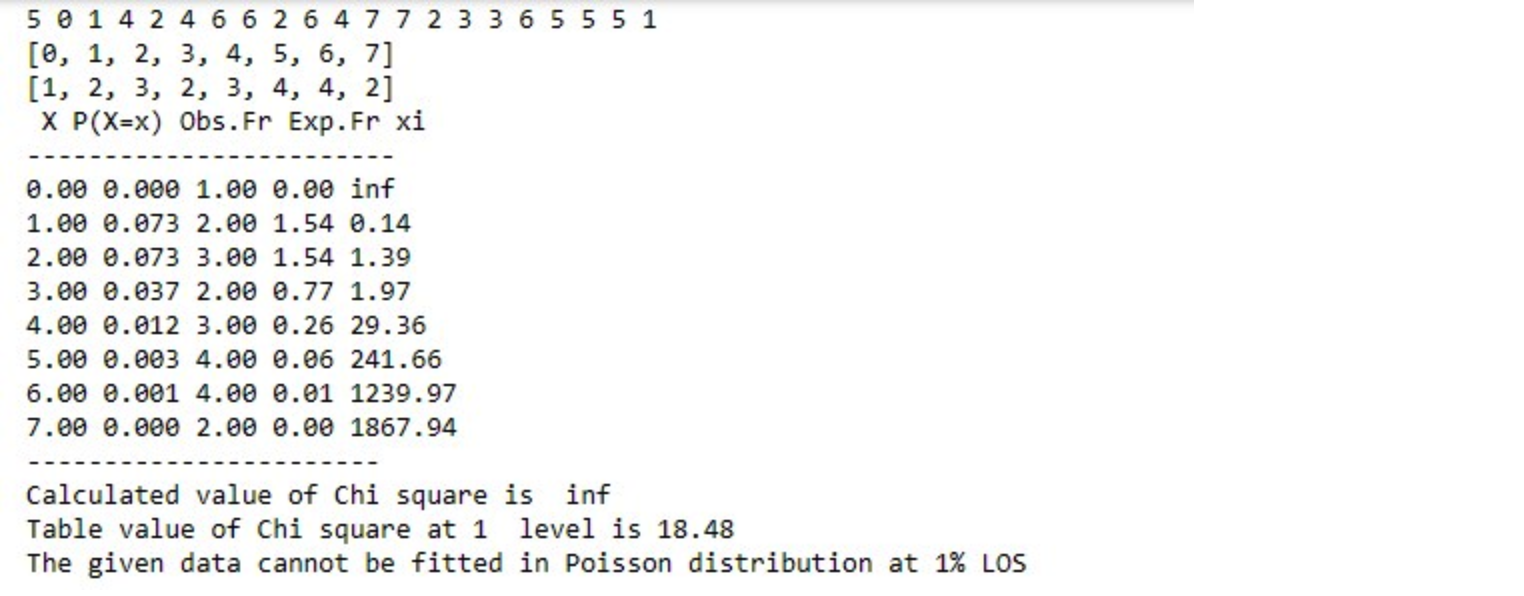 5 0 1 4 2 4 6 6 2 6 4 7 7 2 3 3 6 5 5 5 1
[0, 1, 2, 3, 4, 5, 6, 7]
[1, 2, 3, 2, 3, 4, 4, 2]
X P(X=x) Obs.Fr Exp.Fr xi
------------------------
0.00 0.000 1.00 0.00 inf
1.00 0.073 2.00 1.54 0.14
2.00 0.073 3.00 1.54 1.39
3.00 0.037 2.00 0.77 1.97
4.00 0.012 3.00 0.26 29.36
5.00 0.003 4.00 0.06 241.66
6.00 0.001 4.00 0.01 1239.97
7.00 0.000 2.00 0.00 1867.94
-----------------------
Calculated value of Chi square is  inf
Table value of Chi square at 1  level is 18.48
The given data cannot be fitted in Poisson distribution at 1% LOS